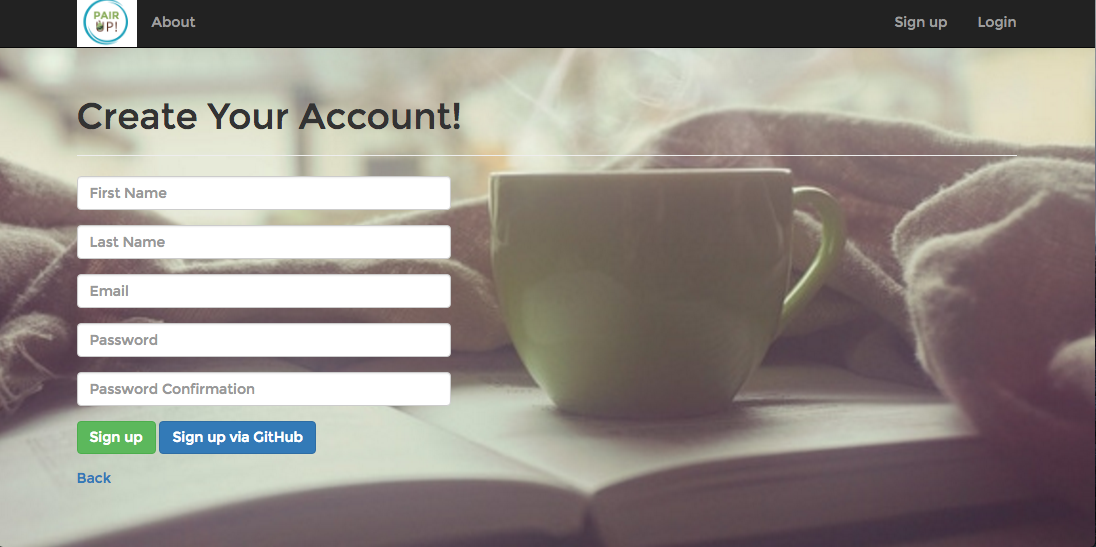 PAIR
UP!
About
Sign up
Login
Create Your Account!
First Name
Last Name
Email
Password
Password Confirmation
Sign up
Sign up via GitHub
Back